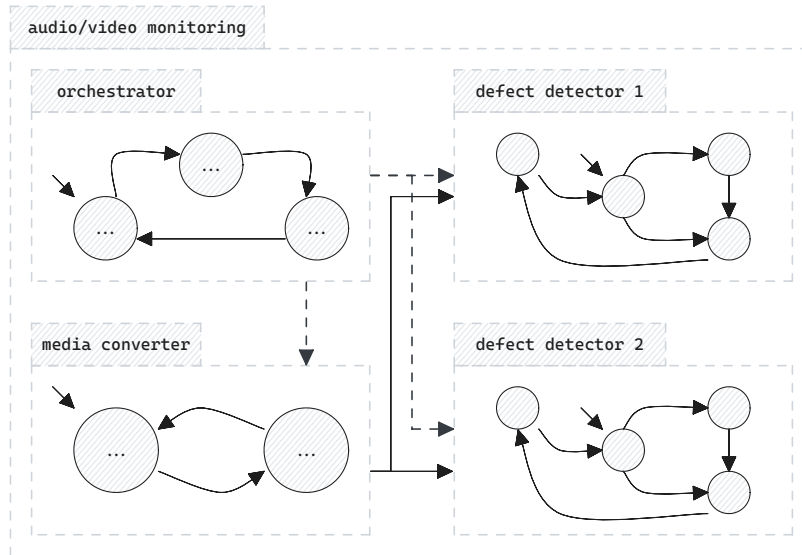 audio/video monitoring
orchestrator
defect detector 1
...
...
...
media converter
defect detector 2
...
...